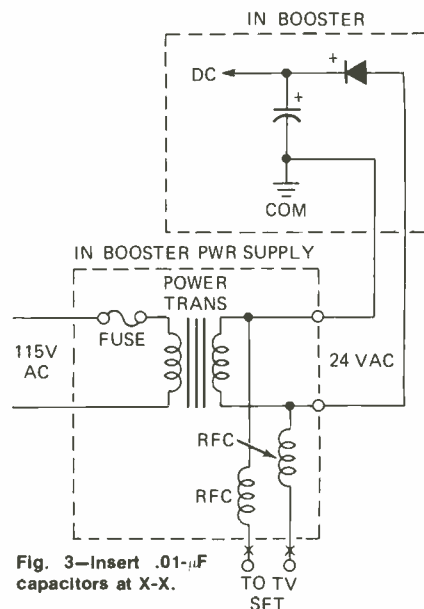 IN BOOSTER
+
DC
+
COM
IN BOOSTER PWR SUPPLY
POWER
TRANS
FUSE
115V
AC
24 VAC
RFC
RFC
X X
TO TV
SET
Fig. 3—Insert .01-μF
capacitors at X-X.